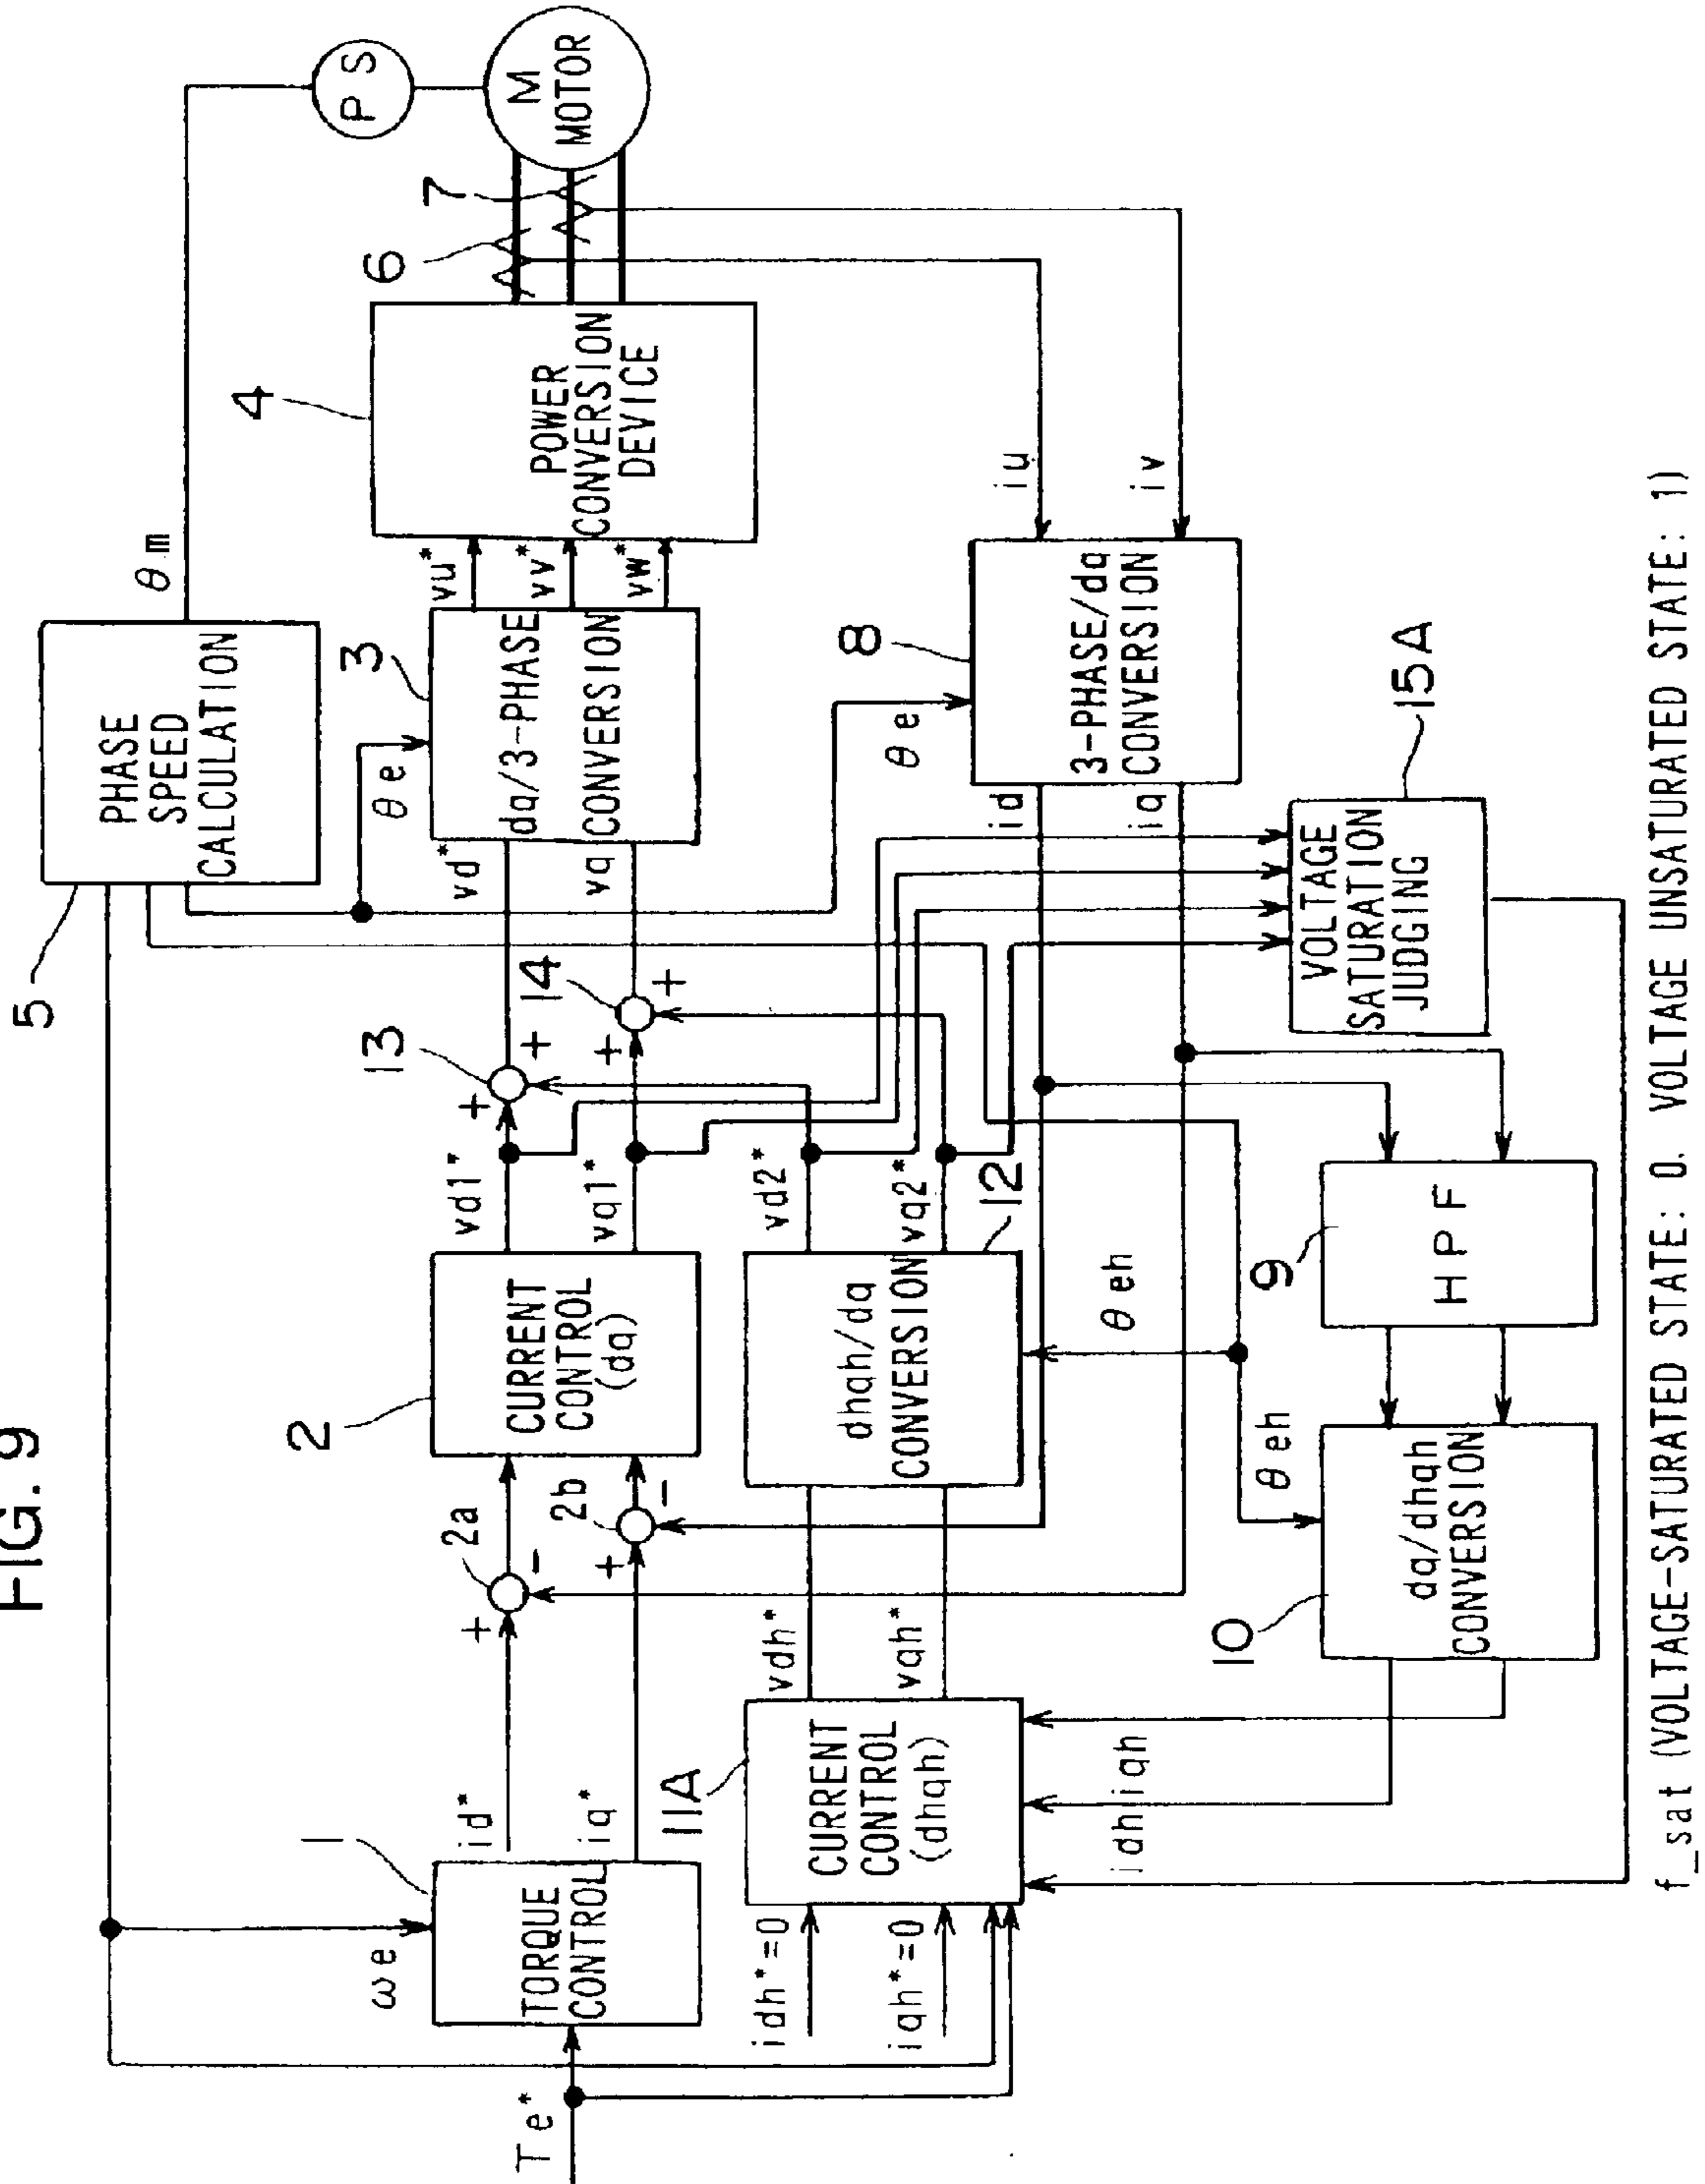 FIG. 9
5
PHASE
SPEED
CALCULATION
θm
P S
M
MOTOR
Te*
ωe
1
TORQUE
CONTROL
id*
iq*
2a
+
-
2b
+
-
2
CURRENT
CONTROL
(dq)
vd1*
vq1*
13
+
+
14
+
+
vd*
vq*
θe
3
dq/3-PHASE
CONVERSION
vu*
vv*
vw*
4
POWER
CONVERSION
DEVICE
6
7
idh*=0
iqh*=0
11A
CURRENT
CONTROL
(dhqh)
vdh*
vqh*
dhqh/dq
CONVERSION
12
vd2*
vq2*
θe
8
3-PHASE/dq
CONVERSION
id
iq
iu
iv
idh
iqh
θeh
10
dq/dhqh
CONVERSION
θeh
9
HPF
VOLTAGE
SATURATION
JUDGING
15A
f_sat (VOLTAGE-SATURATED STATE: 0. VOLTAGE UNSATURATED STATE: 1)